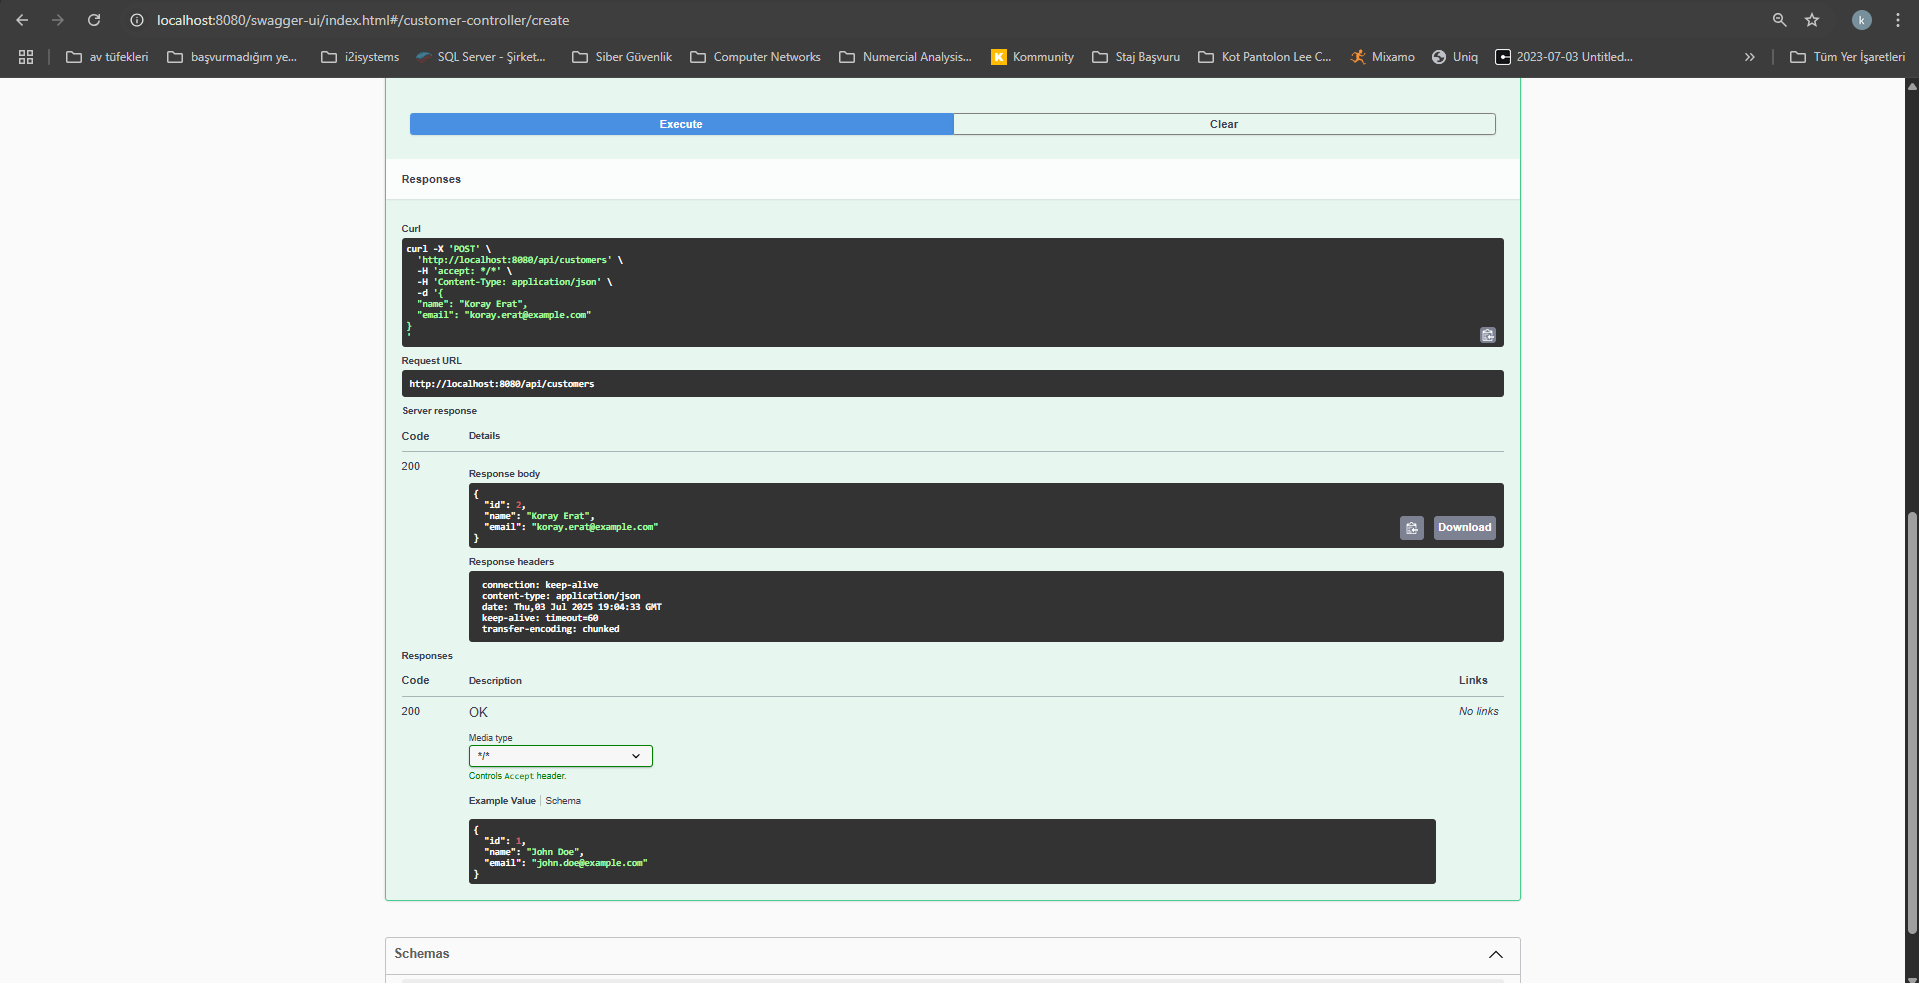 localhost:8080/swagger-ui/index.html#/customer-controller/create
k
av tüfekleri
başvurmadığım ye...
i2isystems
SQL Server - Şirket...
Siber Güvenlik
Computer Networks
Numercial Analysis...
K Kommunity
Staj Başvuru
Kot Pantolon Lee C...
Mixamo
Uniq
2023-07-03 Untitled...
»
Tüm Yer İşaretleri
Execute
Clear
Responses
Curl
curl -X 'POST' \
'http://localhost:8080/api/customers' \
-H 'accept: */*' \
-H 'Content-Type: application/json' \
-d '{
"name": "Koray Erat",
"email": "koray.erat@example.com"
}
'
Request URL
http://localhost:8080/api/customers
Server response
Code Details
200
Response body
{
"id": 2,
"name": "Koray Erat",
"email": "koray.erat@example.com"
}
Download
Response headers
connection: keep-alive
content-type: application/json
date: Thu,03 Jul 2025 19:04:33 GMT
keep-alive: timeout=60
transfer-encoding: chunked
Responses
Code Description Links
200 OK No links
Media type
*/*
Controls Accept header.
Example Value | Schema
{
"id": 1,
"name": "John Doe",
"email": "john.doe@example.com"
}
Schemas